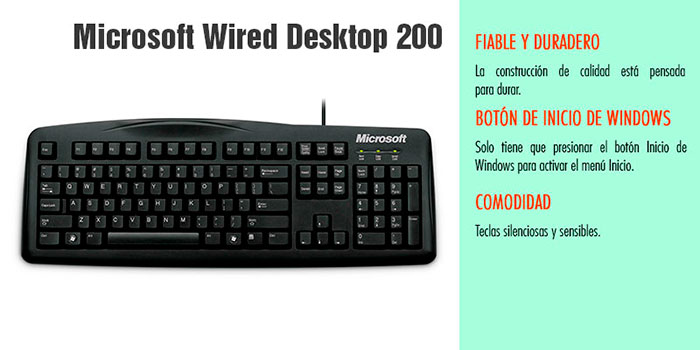 Microsoft Wired Desktop 200
Microsoft
Q W E R T Y U I O P
A S D F G H J K L
Z X C V B N M
FIABLE Y DURADERO
La construcción de calidad está pensada
para durar.
BOTÓN DE INICIO DE WINDOWS
Solo tiene que presionar el botón Inicio de
Windows para activar el menú Inicio.
COMODIDAD
Teclas silenciosas y sensibles.